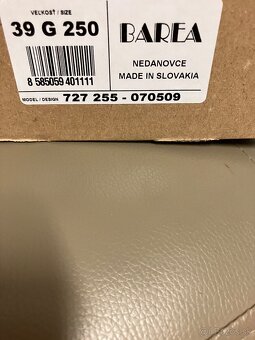 VEĽKOSŤ / SIZE
39 G 250
8 585059 401111
MODEL / DESIGN 727 255 - 070509
BAREA
NEDANOVCE
MADE IN SLOVAKIA